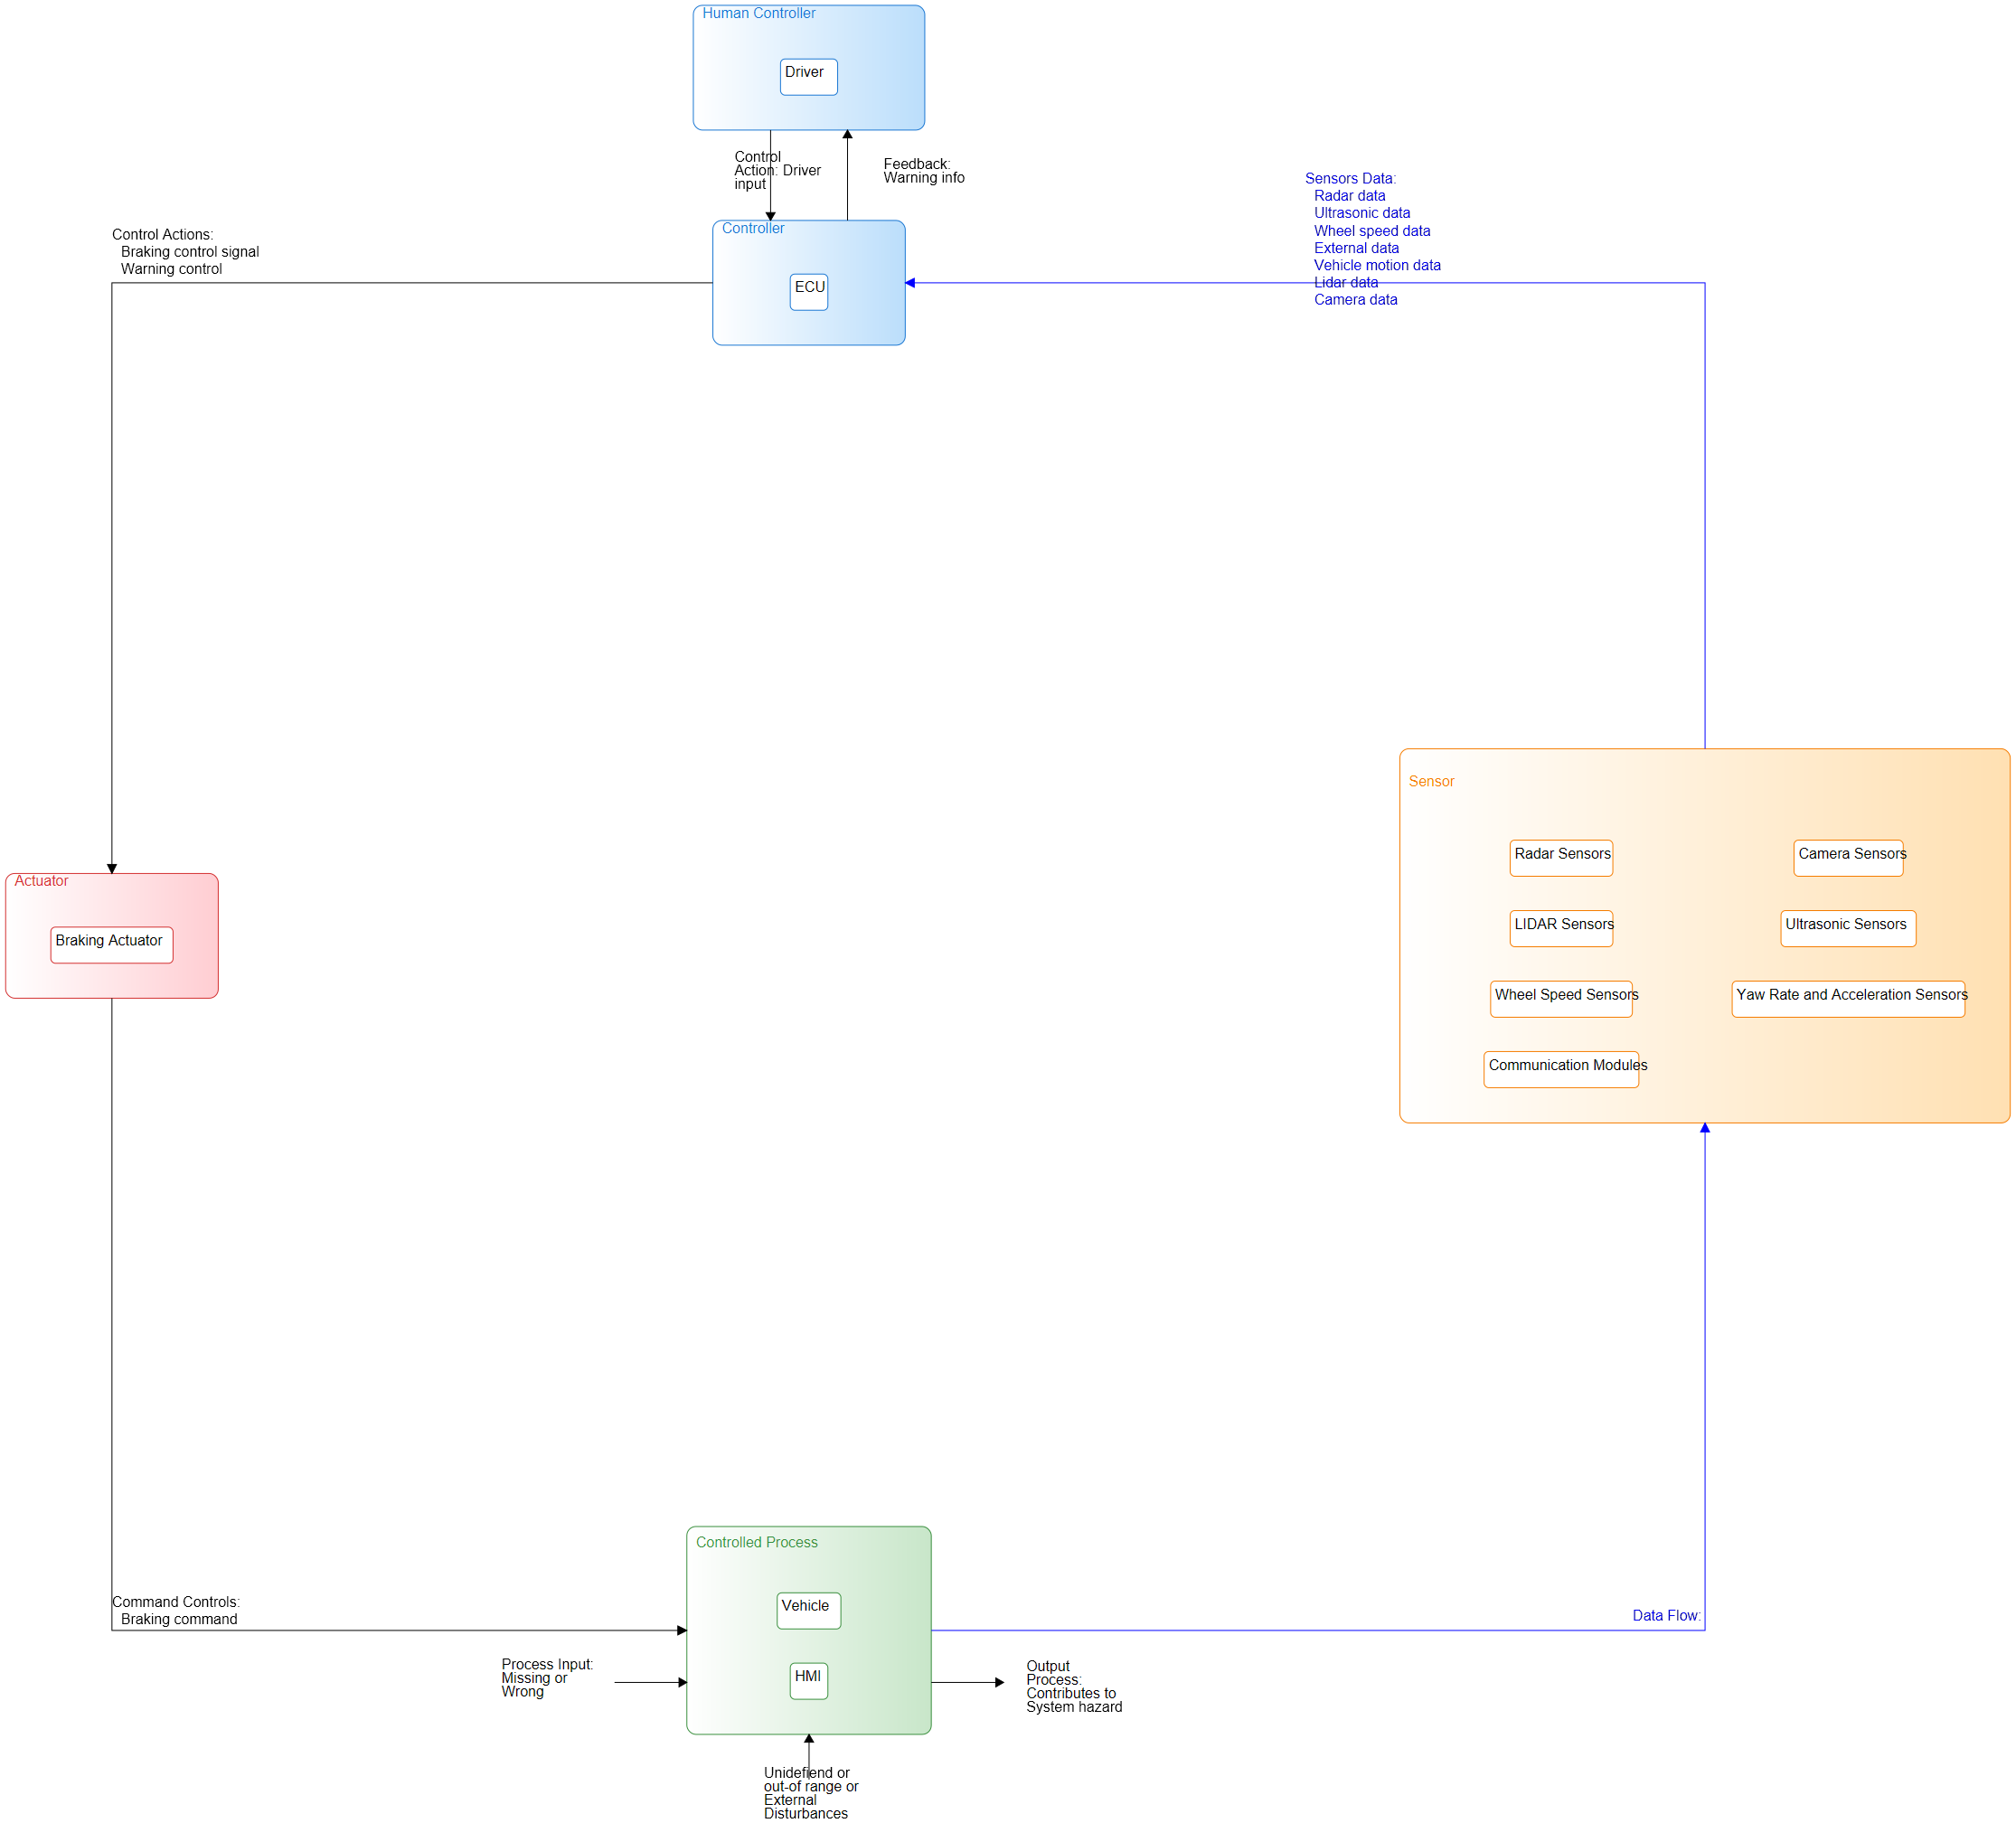 Human Controller
Driver
Control
Action: Driver
input
Feedback:
Warning info
Sensors Data:
Radar data
Ultrasonic data
Wheel speed data
External data
Vehicle motion data
Lidar data
Camera data
Controller
ECU
Control Actions:
Braking control signal
Warning control
Sensor
Radar Sensors
Camera Sensors
LIDAR Sensors
Ultrasonic Sensors
Wheel Speed Sensors
Yaw Rate and Acceleration Sensors
Communication Modules
Actuator
Braking Actuator
Controlled Process
Vehicle
HMI
Command Controls:
Braking command
Data Flow:
Process Input:
Missing or
Wrong
Output
Process:
Contributes to
System hazard
Unidefiend or
out-of range or
External
Disturbances